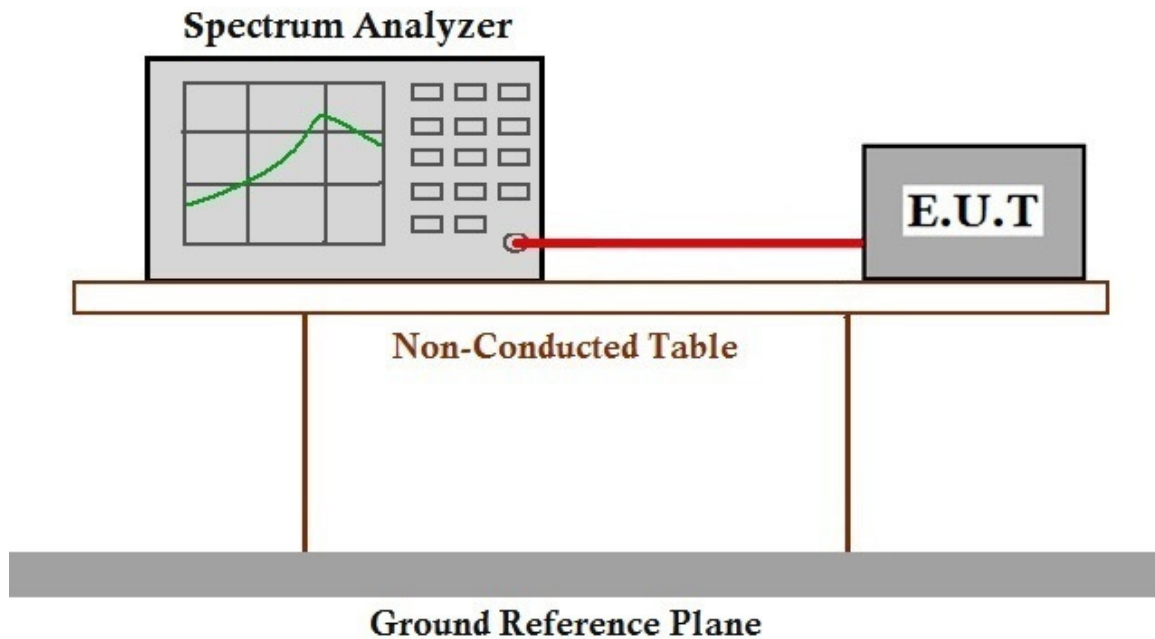 Spectrum Analyzer
E.U.T
Non-Conducted Table
Ground Reference Plane